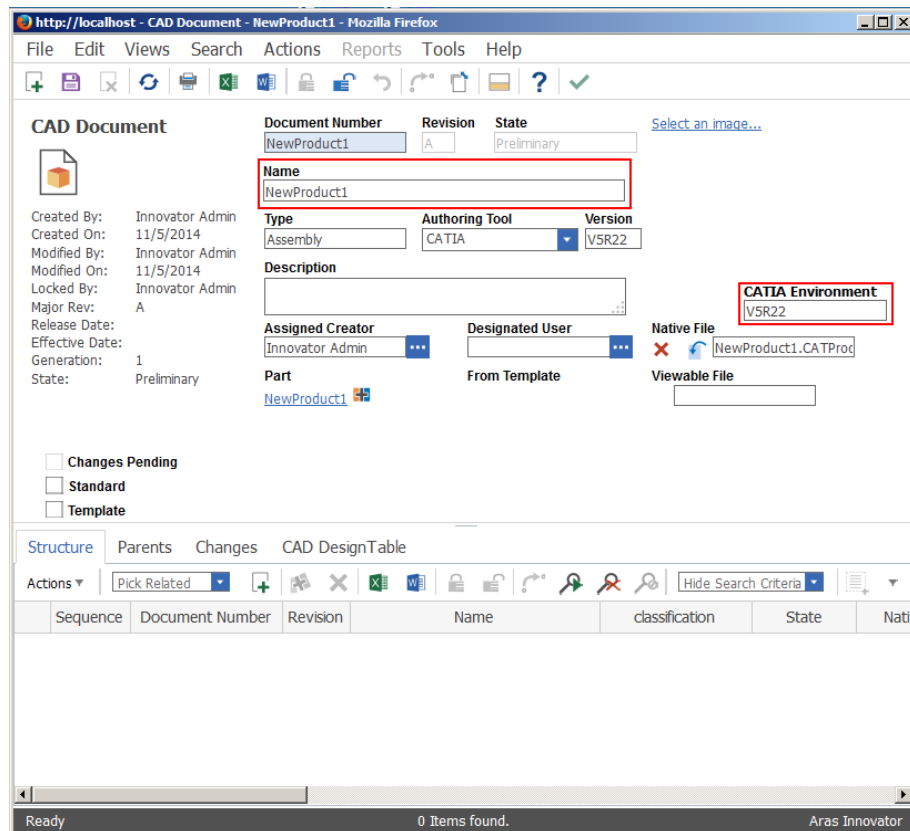 http://localhost - CAD Document - NewProduct1 - Mozilla Firefox
File Edit Views Search Actions Reports Tools Help
CAD Document
Document Number Revision State
NewProduct1 A Preliminary
Select an image...
Name
NewProduct1
Created By: Innovator Admin
Created On: 11/5/2014
Modified By: Innovator Admin
Modified On: 11/5/2014
Locked By: Innovator Admin
Major Rev: A
Release Date:
Effective Date:
Generation: 1
State: Preliminary
Type Authoring Tool Version
Assembly CATIA V5R22
Description
CATIA Environment
V5R22
Assigned Creator Designated User Native File
Innovator Admin ... ... NewProduct1.CATProd
Part From Template Viewable File
NewProduct1
Changes Pending
Standard
Template
Structure Parents Changes CAD DesignTable
Actions Pick Related Hide Search Criteria
Sequence Document Number Revision Name classification State Nati
Ready 0 Items found. Aras Innovator